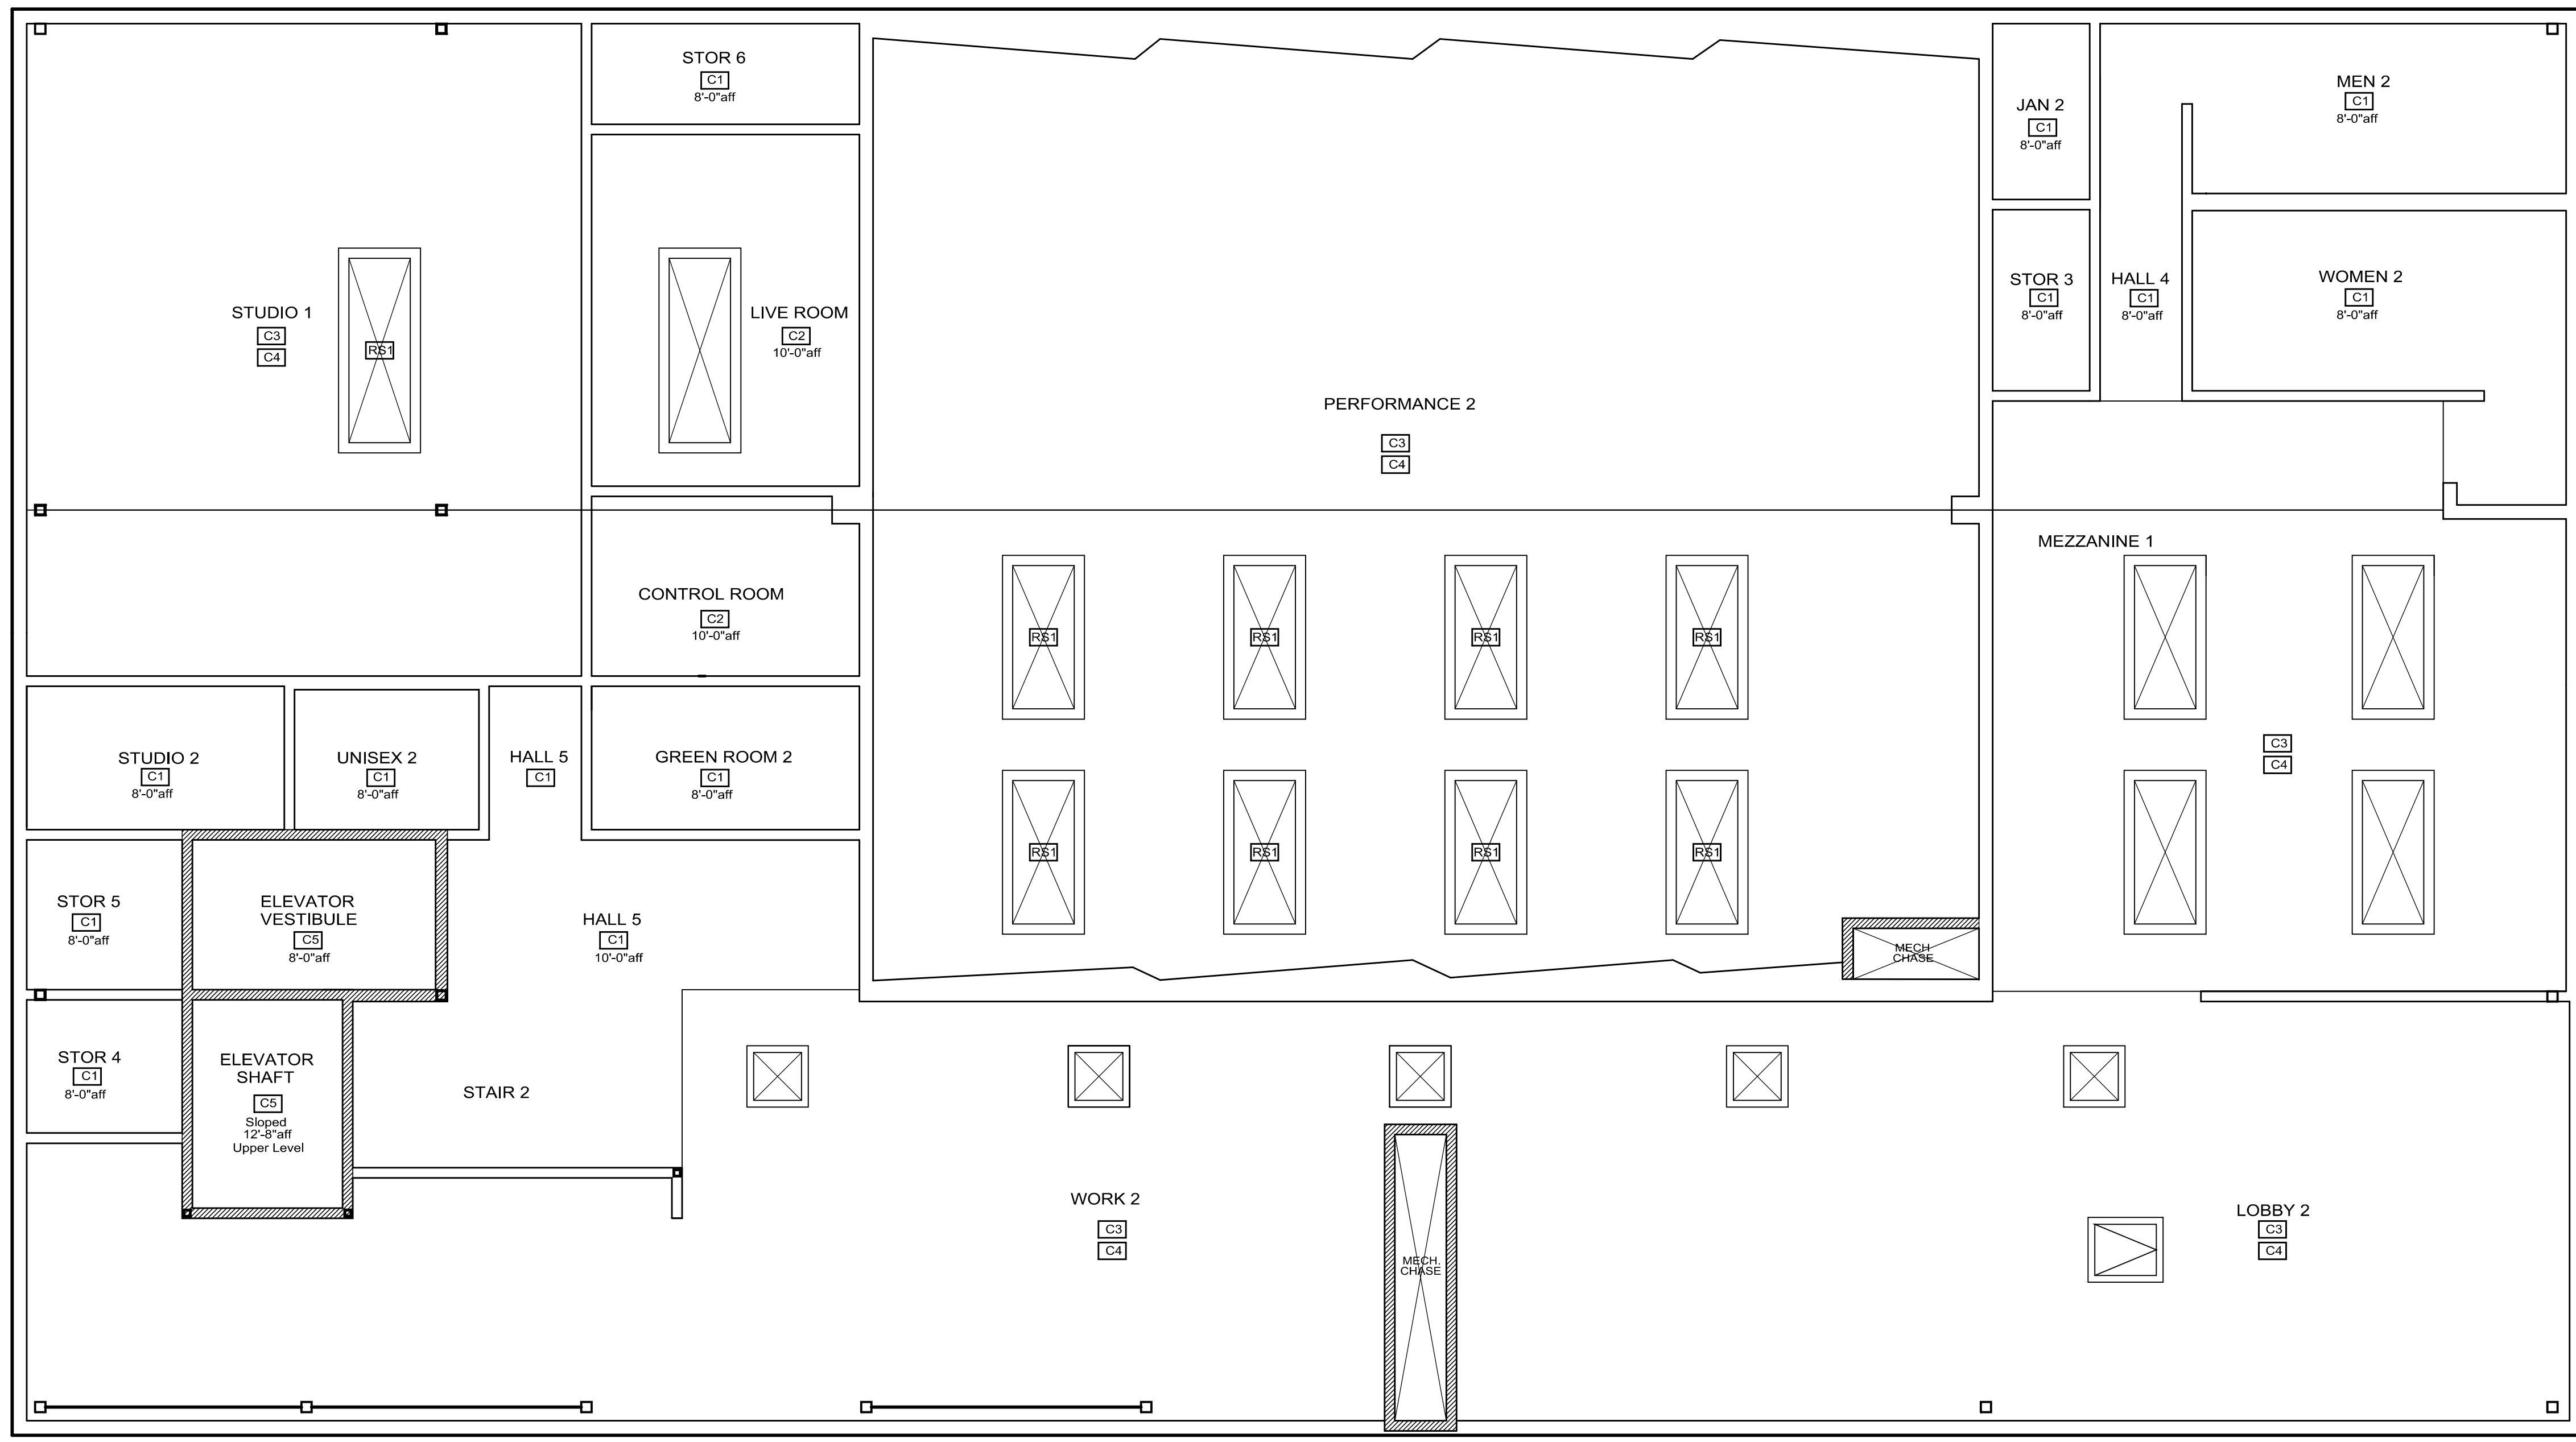 STOR 6
C1
8'-0"aff
MEN 2
C1
8'-0"aff
JAN 2
C1
8'-0"aff
STUDIO 1
C3
C4
RS1
LIVE ROOM
C2
10'-0"aff
STOR 3
C1
8'-0"aff
HALL 4
C1
8'-0"aff
WOMEN 2
C1
8'-0"aff
PERFORMANCE 2
C3
C4
MEZZANINE 1
C3
C4
CONTROL ROOM
C2
10'-0"aff
RS1
RS1
RS1
RS1
STUDIO 2
C1
8'-0"aff
UNISEX 2
C1
8'-0"aff
HALL 5
C1
GREEN ROOM 2
C1
8'-0"aff
RS1
RS1
RS1
RS1
STOR 5
C1
8'-0"aff
ELEVATOR
VESTIBULE
C5
8'-0"aff
HALL 5
C1
10'-0"aff
MECH
CHASE
STOR 4
C1
8'-0"aff
ELEVATOR
SHAFT
C5
Sloped
12'-8"aff
Upper Level
STAIR 2
WORK 2
C3
C4
MECH.
CHASE
LOBBY 2
C3
C4